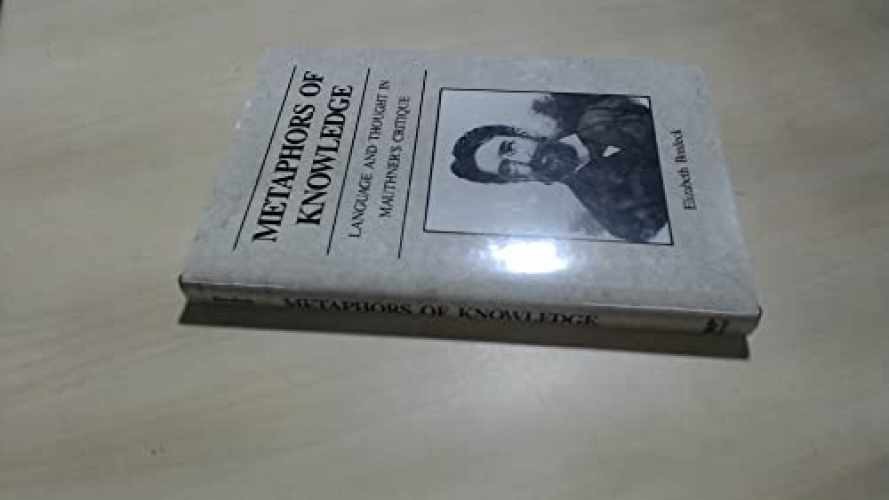 METAPHORS OF
KNOWLEDGE
LANGUAGE AND THOUGHT IN
MAUTHNER'S CRITIQUE
Elizabeth Bredeck
METAPHORS OF KNOWLEDGE